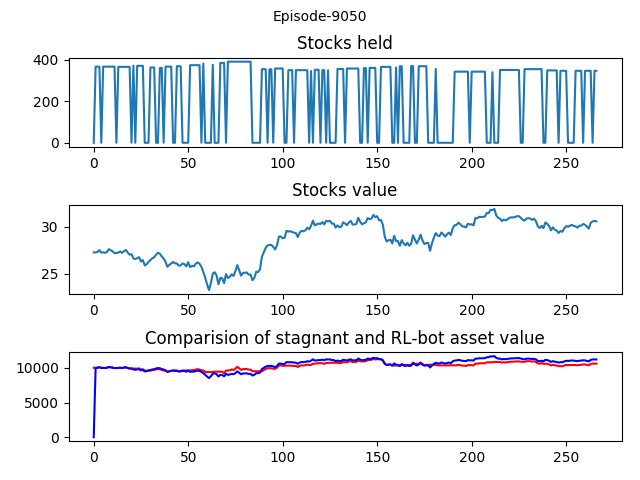 Episode-9050
Stocks held
400
200
0
0 50 100 150 200 250
Stocks value
30
25
0 50 100 150 200 250
Comparision of stagnant and RL-bot asset value
10000
5000
0
0 50 100 150 200 250